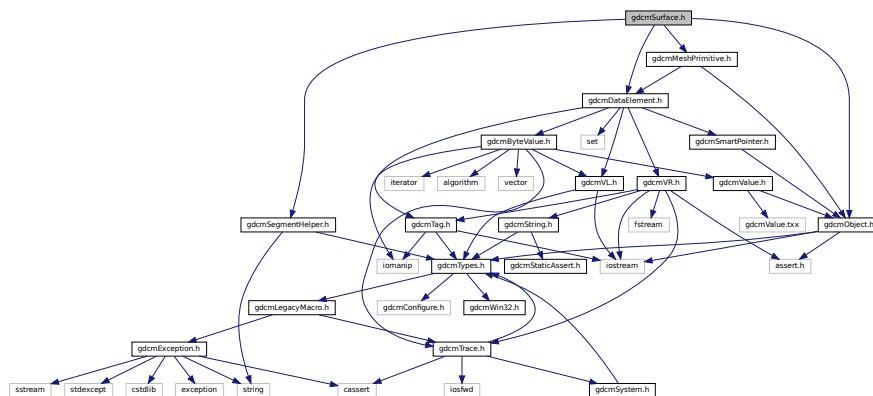 gdcmSurface.h
gdcmMeshPrimitive.h
gdcmDataElement.h
gdcmByteValue.h
set
gdcmSmartPointer.h
iterator
algorithm
vector
gdcmVL.h
gdcmVR.h
gdcmValue.h
gdcmSegmentHelper.h
gdcmTag.h
gdcmString.h
fstream
gdcmValue.txx
gdcmObject.h
iomanip
gdcmTypes.h
gdcmStaticAssert.h
iostream
assert.h
gdcmLegacyMacro.h
gdcmConfigure.h
gdcmWin32.h
gdcmException.h
gdcmTrace.h
sstream
stdexcept
cstdlib
exception
string
cassert
iosfwd
gdcmSystem.h